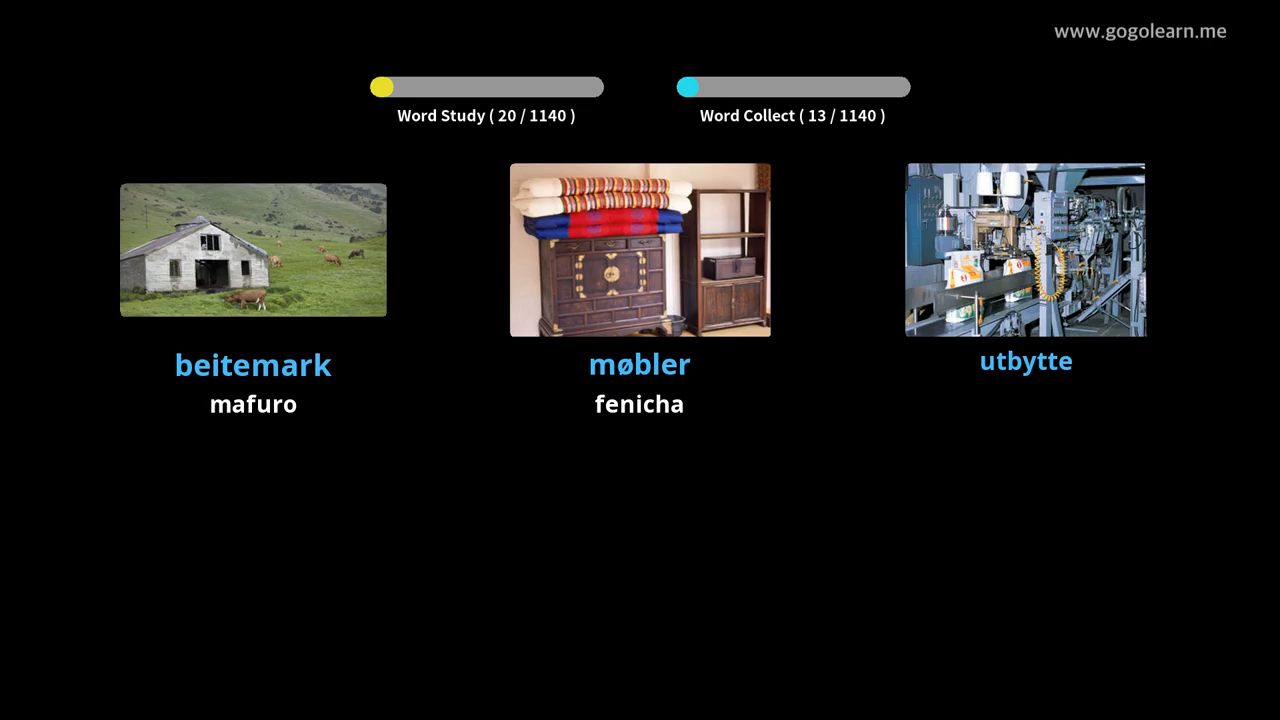 www.gogolearn.me
Word Study ( 20 / 1140 )
Word Collect ( 13 / 1140 )
beitemark
mafuro
møbler
fenicha
utbytte